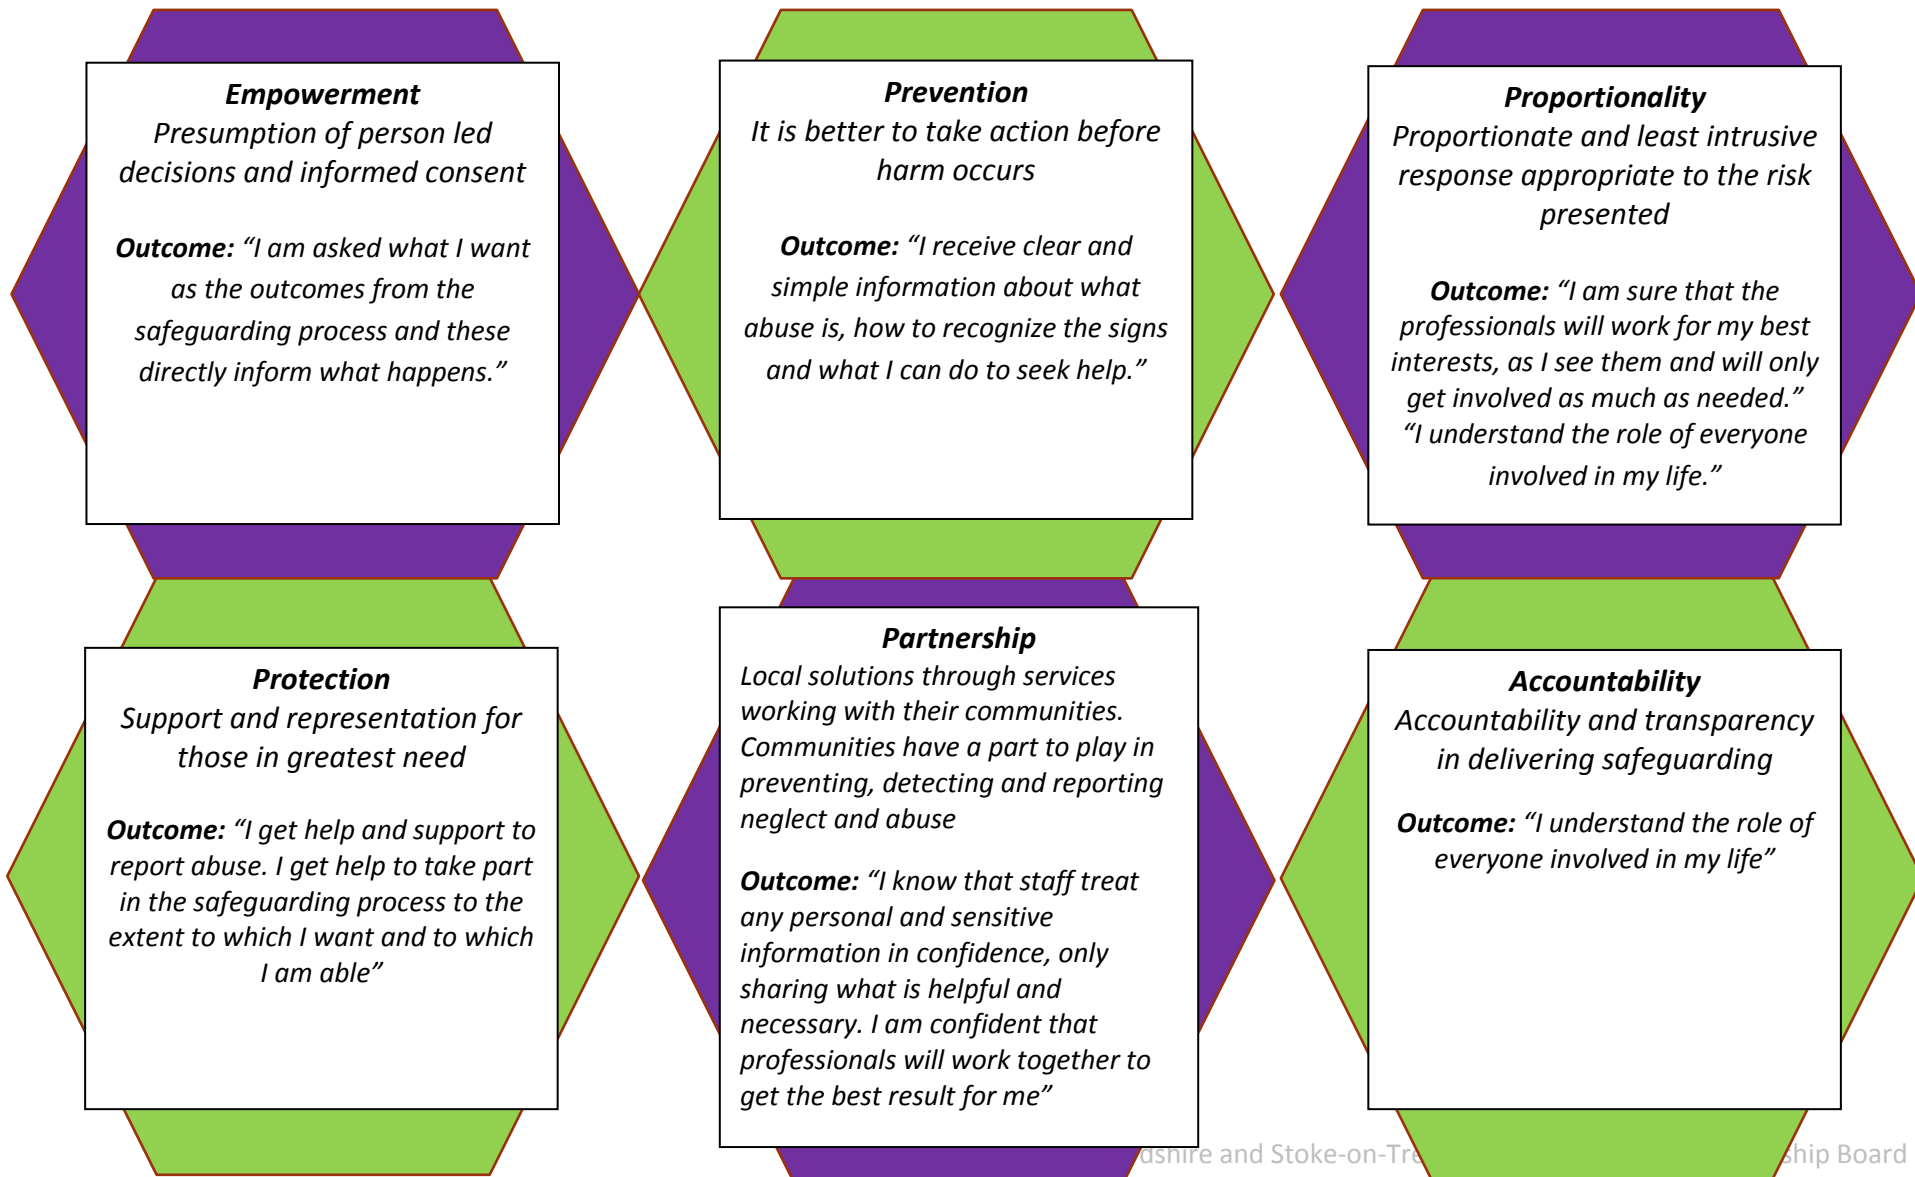 Empowerment
Presumption of person led
decisions and informed consent
Outcome: “I am asked what I want
as the outcomes from the
safeguarding process and these
directly inform what happens.”
Prevention
It is better to take action before
harm occurs
Outcome: “I receive clear and
simple information about what
abuse is, how to recognize the signs
and what I can do to seek help.”
Proportionality
Proportionate and least intrusive
response appropriate to the risk
presented
Outcome: “I am sure that the
professionals will work for my best
interests, as I see them and will only
get involved as much as needed.”
“I understand the role of everyone
involved in my life.”
Protection
Support and representation for
those in greatest need
Outcome: “I get help and support to
report abuse. I get help to take part
in the safeguarding process to the
extent to which I want and to which
I am able”
Partnership
Local solutions through services
working with their communities.
Communities have a part to play in
preventing, detecting and reporting
neglect and abuse
Outcome: “I know that staff treat
any personal and sensitive
information in confidence, only
sharing what is helpful and
necessary. I am confident that
professionals will work together to
get the best result for me”
Accountability
Accountability and transparency
in delivering safeguarding
Outcome: “I understand the role of
everyone involved in my life”
and Stoke-on-Tre
Board